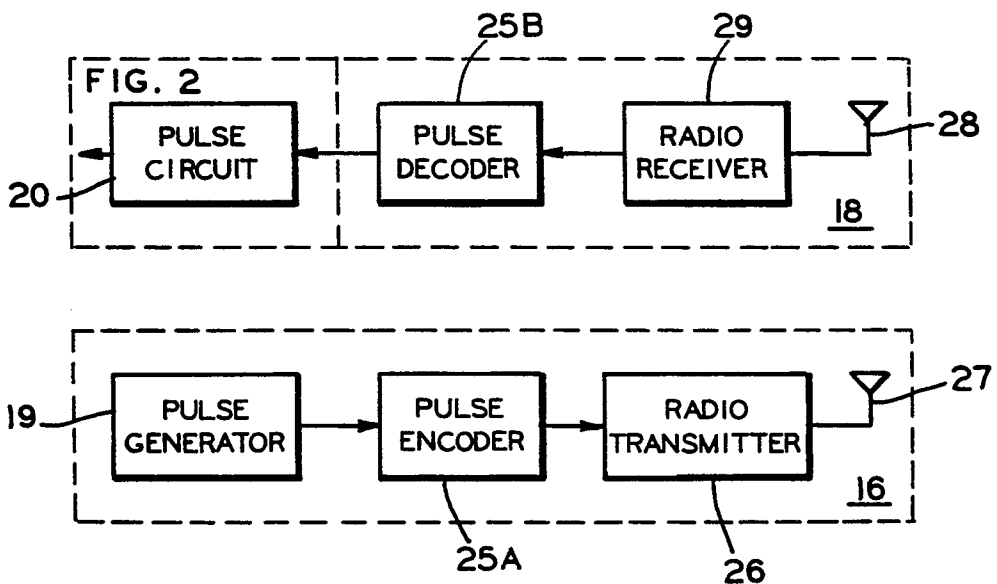 25B
29
FIG. 2
PULSE
CIRCUIT
PULSE
DECODER
RADIO
RECEIVER
28
20
18
19
PULSE
GENERATOR
PULSE
ENCODER
RADIO
TRANSMITTER
27
16
25A
26